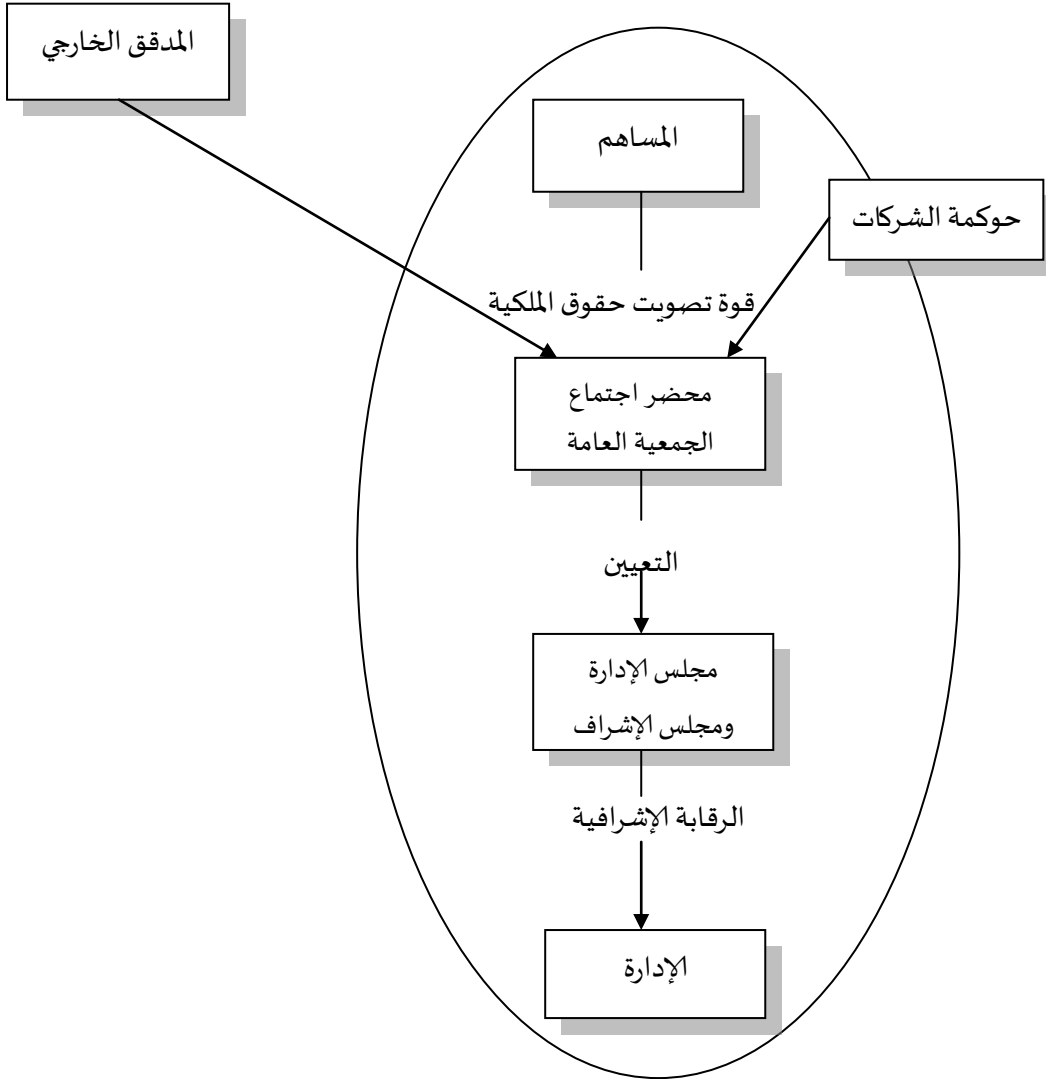 المدقق الخارجي
المساهم
حوكمة الشركات
قوة تصويت حقوق الملكية
محضر اجتماع
الجمعية العامة
التعيين
مجلس الإدارة
ومجلس الإشراف
الرقابة الإشرافية
الإدارة